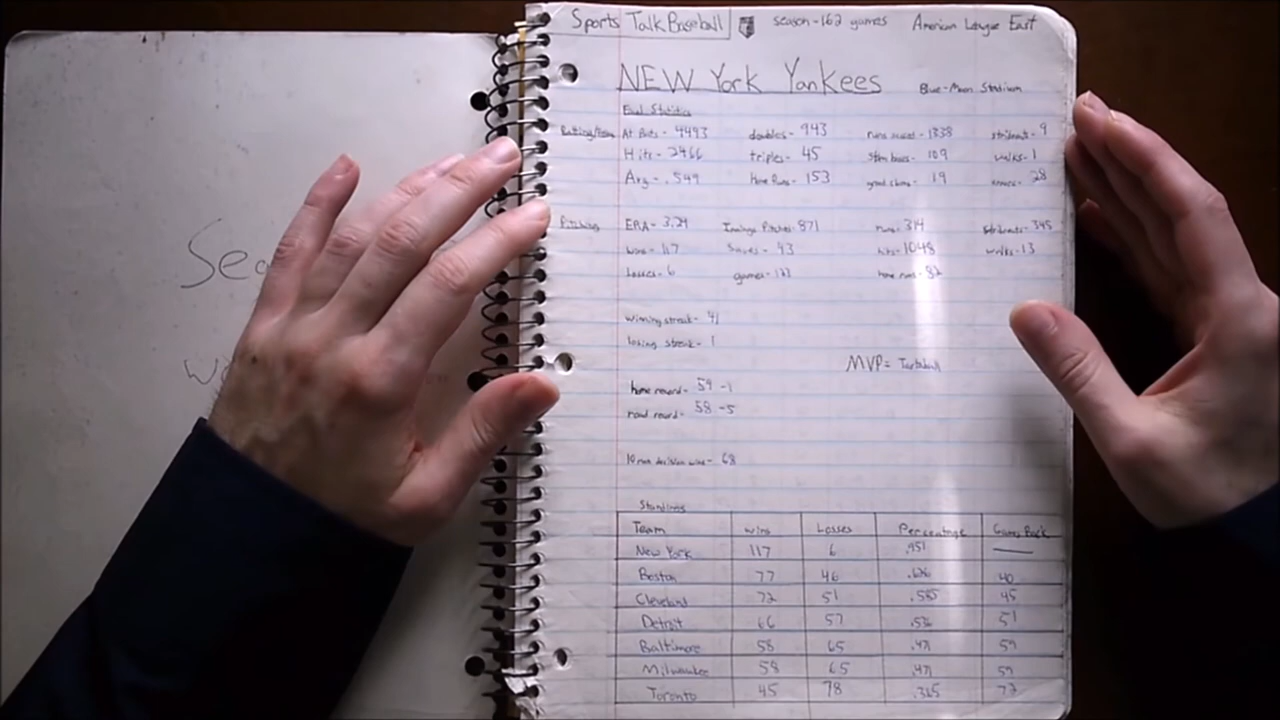 Sports Talk Baseball season-162 games American League East
NEW York Yankees Blue-Moon Stadium
Final Statistics
At Bats - 4493 doubles - 943 runs scored - 1338 strikeouts - 9
Hits - 2466 triples - 45 stolen bases - 109 walks - 1
Avg - .549 Home Runs - 153 grand slams - 19 errors - 28
Pitching ERA - 3.24 Innings Pitched - 871 runs - 314 strikeouts - 345
wins - 117 Saves - 43 hits - 1048 walks - 13
losses - 6 games - 123 home runs - 82
winning streak - 41
losing streak - 1
MVP = Tartabull
home record - 59 -1
road record - 58 -5
10 run decision wins - 68
Standings
Team wins Losses Percentage Games Back
New York 117 6 .951 —
Boston 77 46 .626 40
Cleveland 72 51 .585 45
Detroit 66 57 .536 51
Baltimore 58 65 .471 59
Milwaukee 58 65 .471 59
Toronto 45 78 .365 72